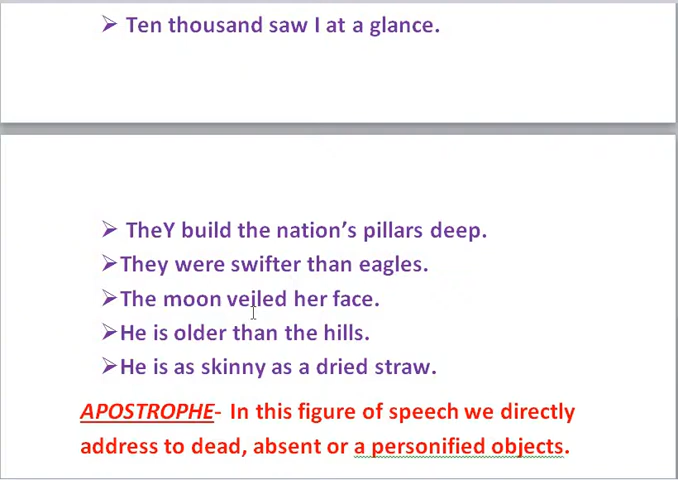 ➢ Ten thousand saw I at a glance.
➢ TheY build the nation’s pillars deep.
➢They were swifter than eagles.
➢The moon veiled her face.
➢He is older than the hills.
➢He is as skinny as a dried straw.
APOSTROPHE- In this figure of speech we directly
address to dead, absent or a personified objects.